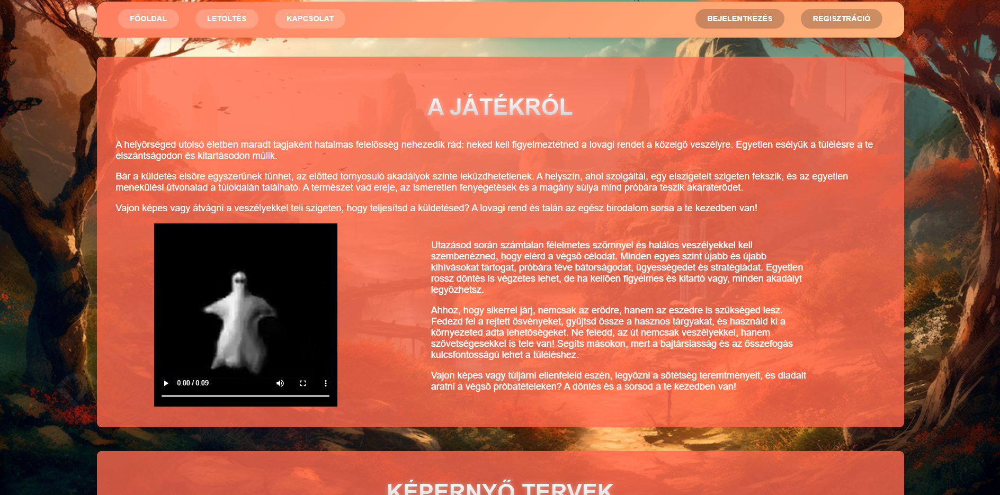 FŐOLDAL LETÖLTÉS KAPCSOLAT BEJELENTKEZÉS REGISZTRÁCIÓ
A JÁTÉKRÓL
A helyőrséged utolsó életben maradt tagjaként hatalmas felelősség nehezedik rád: neked kell figyelmeztetned a lovagi rendet a közelgő veszélyre. Egyetlen esélyük a túlélésre a te
elszántságodon és kitartásodon múlik.
Bár a küldetés elsőre egyszerűnek tűnhet, az előtted tornyosuló akadályok szinte leküzdhetetlenek. A helyszín, ahol szolgáltál, egy elszigetelt szigeten fekszik, és az egyetlen
menekülési útvonalad a túloldalán található. A természet vad ereje, az ismeretlen fenyegetések és a magány súlya mind próbára teszik akaraterődet.
Vajon képes vagy átvágni a veszélyekkel teli szigeten, hogy teljesítsd a küldetésed? A lovagi rend és talán az egész birodalom sorsa a te kezedben van!
Utazásod során számtalan félelmetes szörnnyel és halálos veszélyekkel kell
szembenézned, hogy elérd a végső célodat. Minden egyes szint újabb és újabb
kihívásokat tartogat, próbára téve bátorságodat, ügyességedet és stratégiádat. Egyetlen
rossz döntés is végzetes lehet, de ha kellően figyelmes és kitartó vagy, minden akadályt
legyőzhetsz.
Ahhoz, hogy sikerrel járj, nemcsak az erődre, hanem az eszedre is szükséged lesz.
Fedezd fel a rejtett ösvényeket, gyűjtsd össze a hasznos tárgyakat, és használd ki a
környezeted adta lehetőségeket. Ne feledd, az út nemcsak veszélyekkel, hanem
szövetségesekkel is tele van! Segíts másokon, mert a bajtársiasság és az összefogás
kulcsfontosságú lehet a túléléshez.
Vajon képes vagy túljárni ellenfeleid eszén, legyőzni a sötétség teremtményeit, és diadalt
aratni a végső próbatételeken? A döntés és a sorsod a te kezedben van!
0:00 / 0:09
KÉPERNYŐ TERVEK